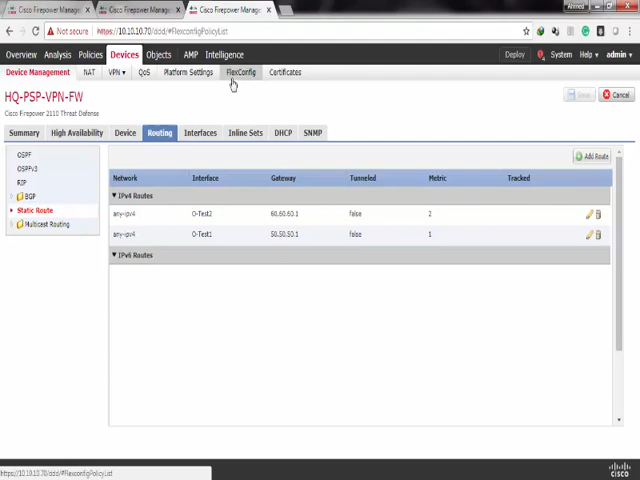 Cisco Firepower Manage
Cisco Firepower Manage
Cisco Firepower Manage
Ahmed
Not secure https://10.10.10.70/ddd/#FlexconfigPolicyList
Overview Analysis Policies Devices Objects AMP Intelligence Deploy System Help admin
Device Management NAT VPN QoS Platform Settings FlexConfig Certificates
HQ-PSP-VPN-FW
Save Cancel
Cisco Firepower 2110 Threat Defense
Summary High Availability Device Routing Interfaces Inline Sets DHCP SNMP
OSPF
OSPFv3
RIP
BGP
Static Route
Multicast Routing
Add Route
Network Interface Gateway Tunneled Metric Tracked
IPv4 Routes
any-ipv4 O-Test2 60.60.60.1 false 2
any-ipv4 O-Test1 50.50.50.1 false 1
IPv6 Routes
https://10.10.10.70/ddd/#FlexconfigPolicyList
cisco